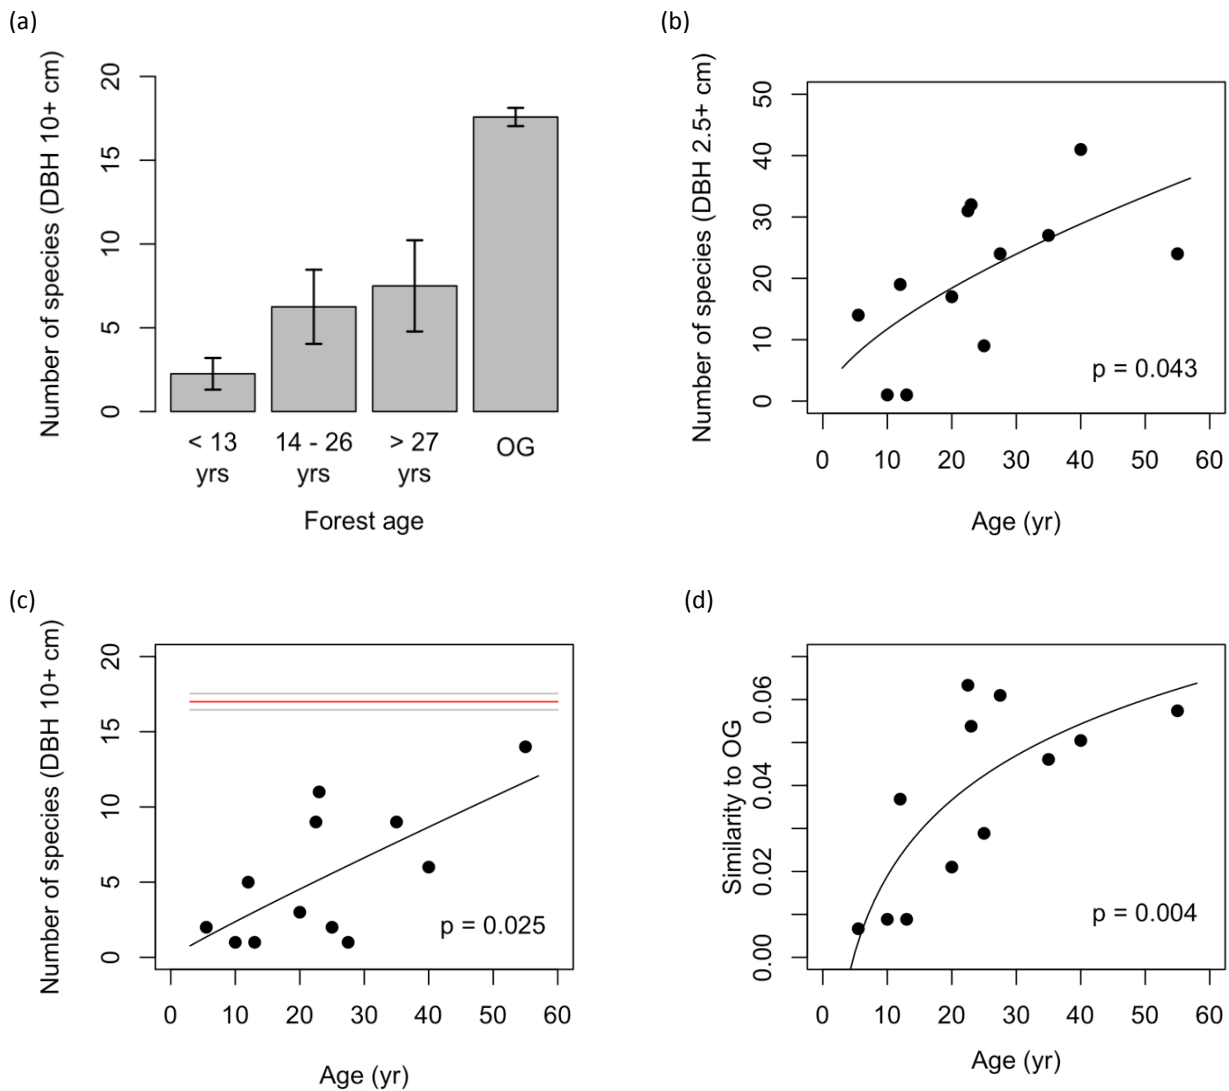 (a)
Number of species (DBH 10+ cm)
20
15
10
5
0
< 13 yrs
14 - 26 yrs
> 27 yrs
OG
Forest age
(b)
Number of species (DBH 2.5+ cm)
50
40
30
20
10
0
p = 0.043
0 10 20 30 40 50 60
Age (yr)
(c)
Number of species (DBH 10+ cm)
20
15
10
5
0
p = 0.025
0 10 20 30 40 50 60
Age (yr)
(d)
Similarity to OG
0.06
0.04
0.02
0.00
p = 0.004
0 10 20 30 40 50 60
Age (yr)